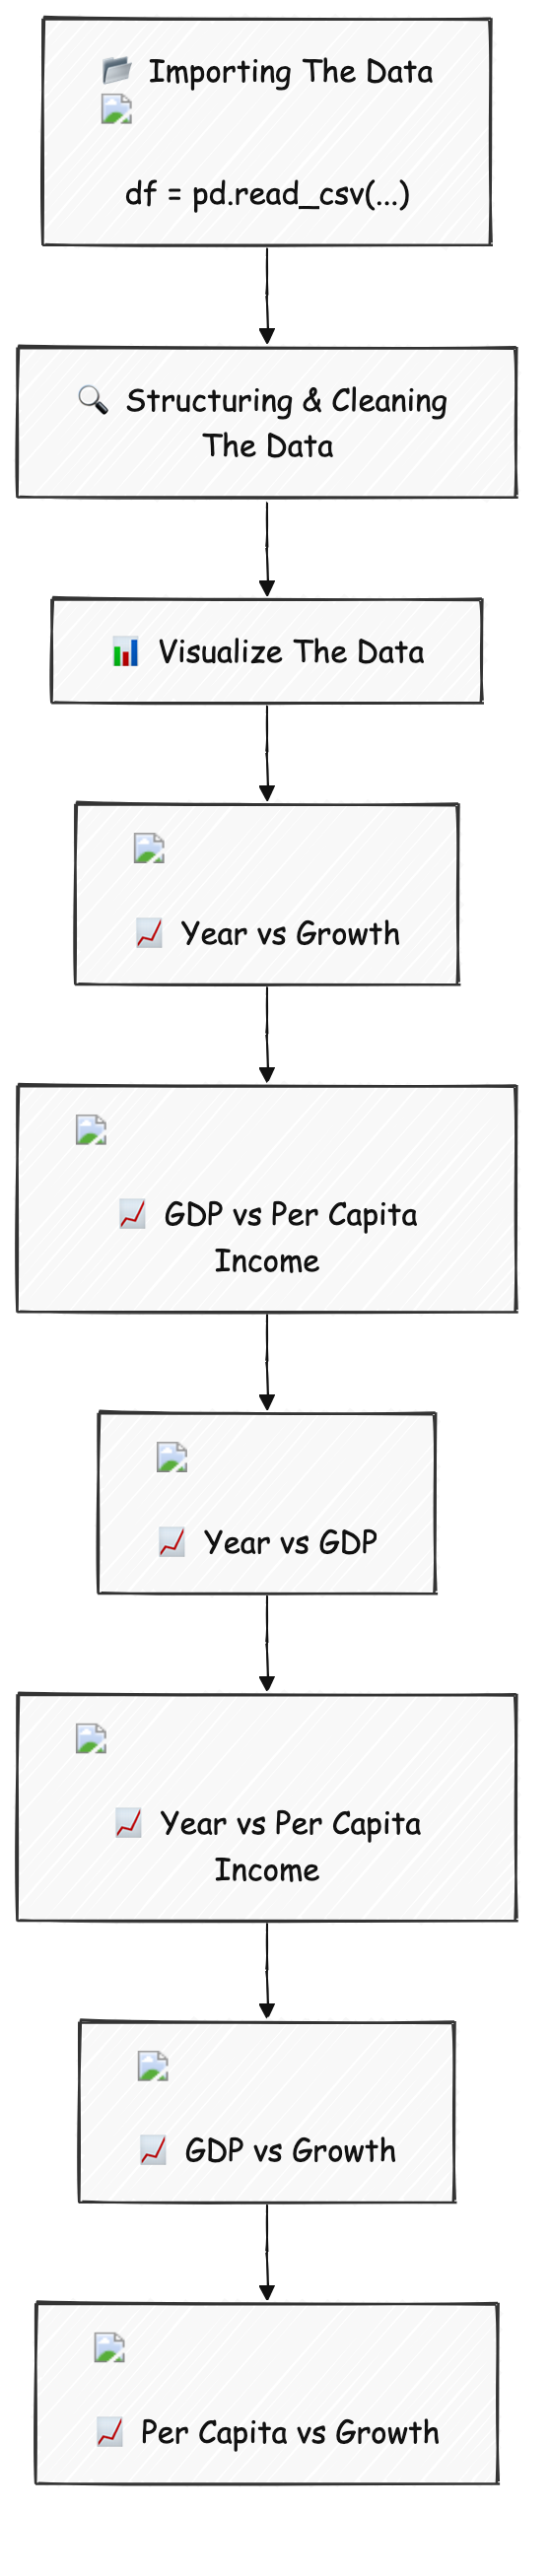 Importing The Data
df = pd.read_csv(...)
Structuring & Cleaning
The Data
Visualize The Data
Year vs Growth
GDP vs Per Capita
Income
Year vs GDP
Year vs Per Capita
Income
GDP vs Growth
Per Capita vs Growth